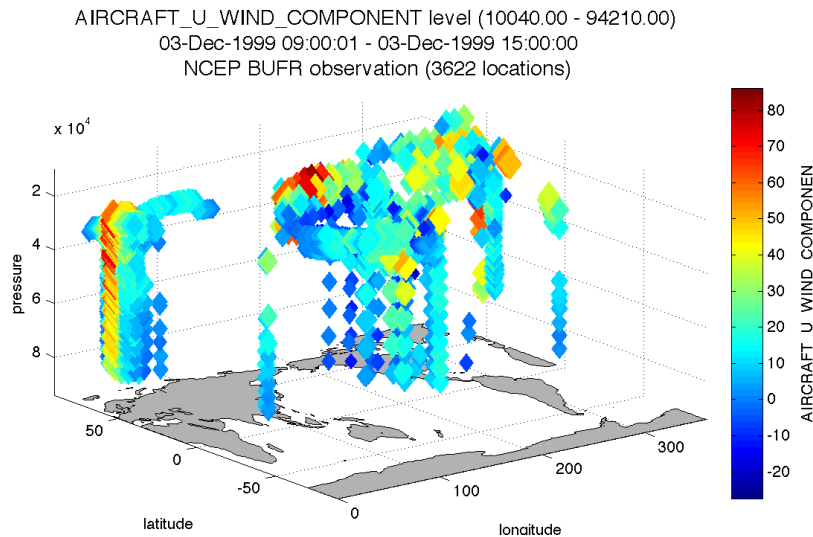 AIRCRAFT_U_WIND_COMPONENT level (10040.00 - 94210.00)
03-Dec-1999 09:00:01 - 03-Dec-1999 15:00:00
NCEP BUFR observation (3622 locations)
x 10^4
2
4
6
8
pressure
50
0
-50
latitude
0
100
200
300
longitude
80
70
60
50
40
30
20
10
0
-10
-20
AIRCRAFT U WIND COMPONEN